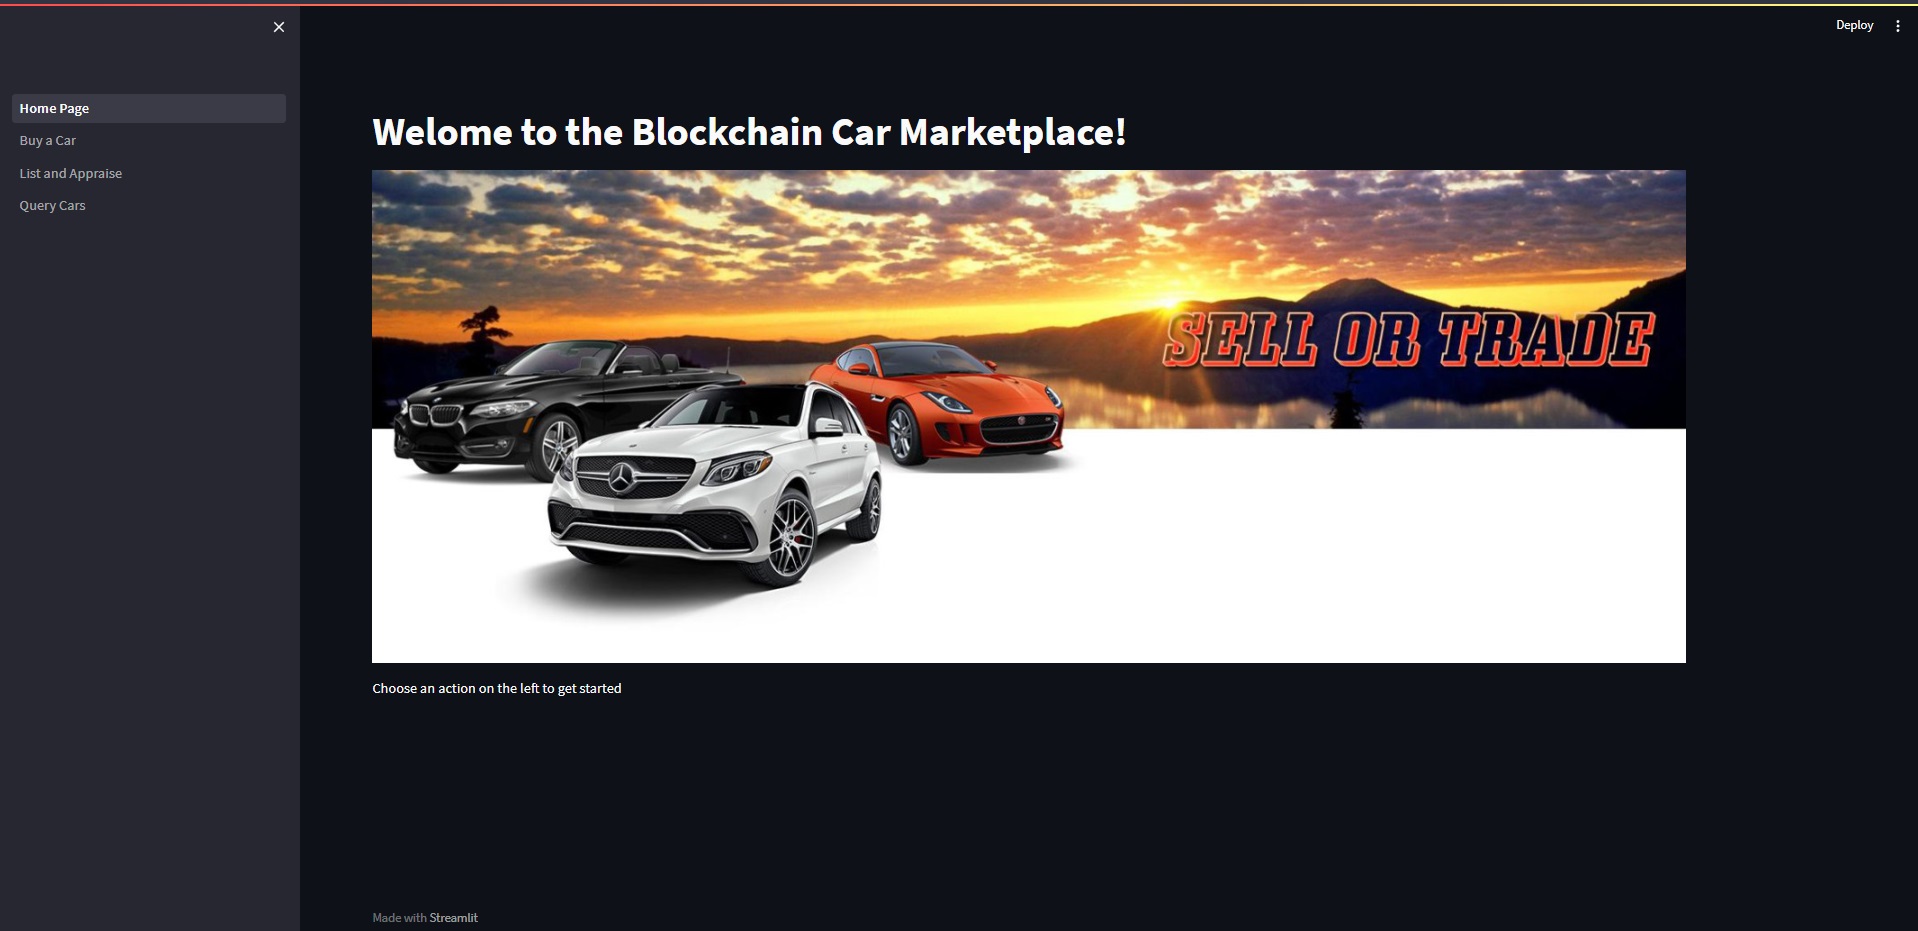 Deploy
Home Page
Buy a Car
List and Appraise
Query Cars
Welome to the Blockchain Car Marketplace!
SELL OR TRADE
Choose an action on the left to get started
Made with Streamlit